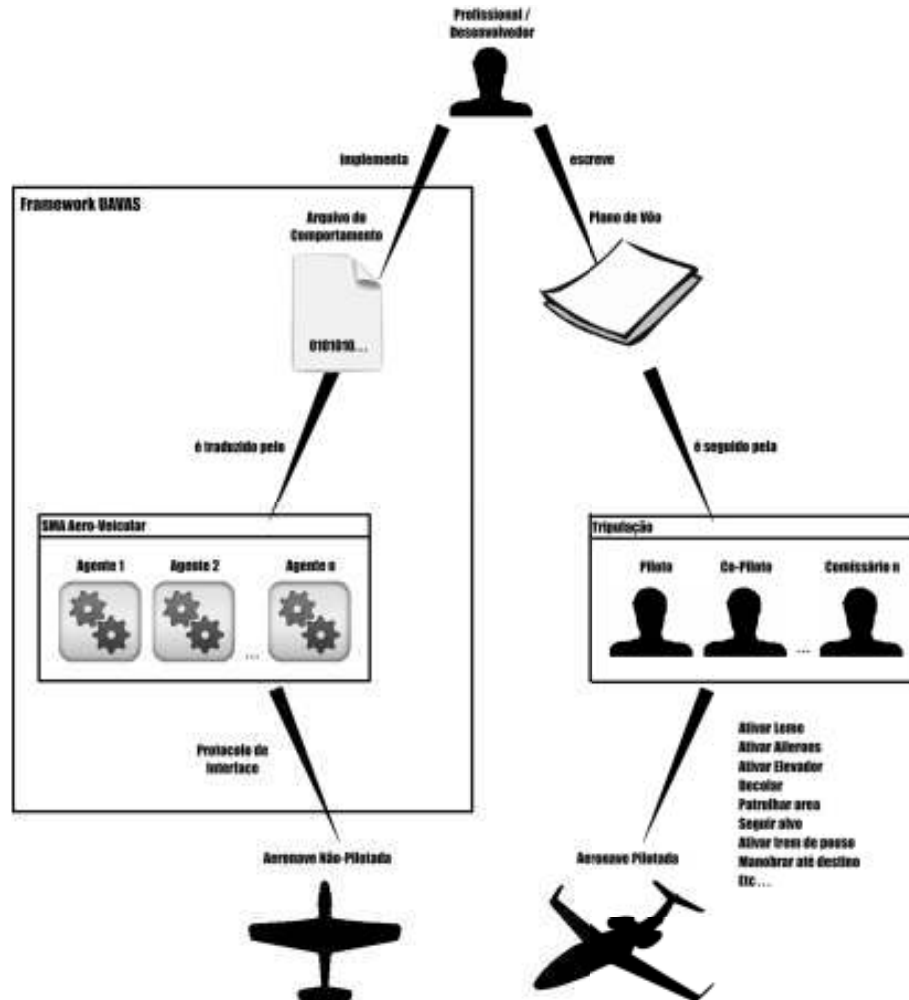 Profissional /
Desenvolvedor
implementa
escreve
Framework UAVAS
Arquivo de
Comportamento
Plano de Vôo
0101010...
é traduzido pelo
é seguido pela
SMA Aero-Veicular
Agente 1
Agente 2
Agente n
...
Tripulação
Piloto
Co-Piloto
Comissário n
...
Protocolo de
Interface
Ativar Leme
Ativar Ailerons
Ativar Elevador
Decolar
Patrulhar area
Seguir alvo
Ativar trem de pouso
Manobrar até destino
Etc...
Aeronave Não-Pilotada
Aeronave Pilotada